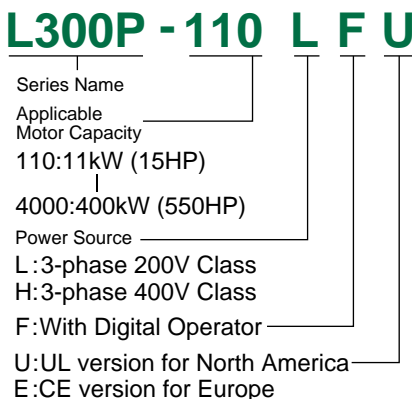 L300P - 110 L F U
Series Name
Applicable
Motor Capacity
110:11kW (15HP)
4000:400kW (550HP)
Power Source
L:3-phase 200V Class
H:3-phase 400V Class
F:With Digital Operator
U:UL version for North America
E:CE version for Europe